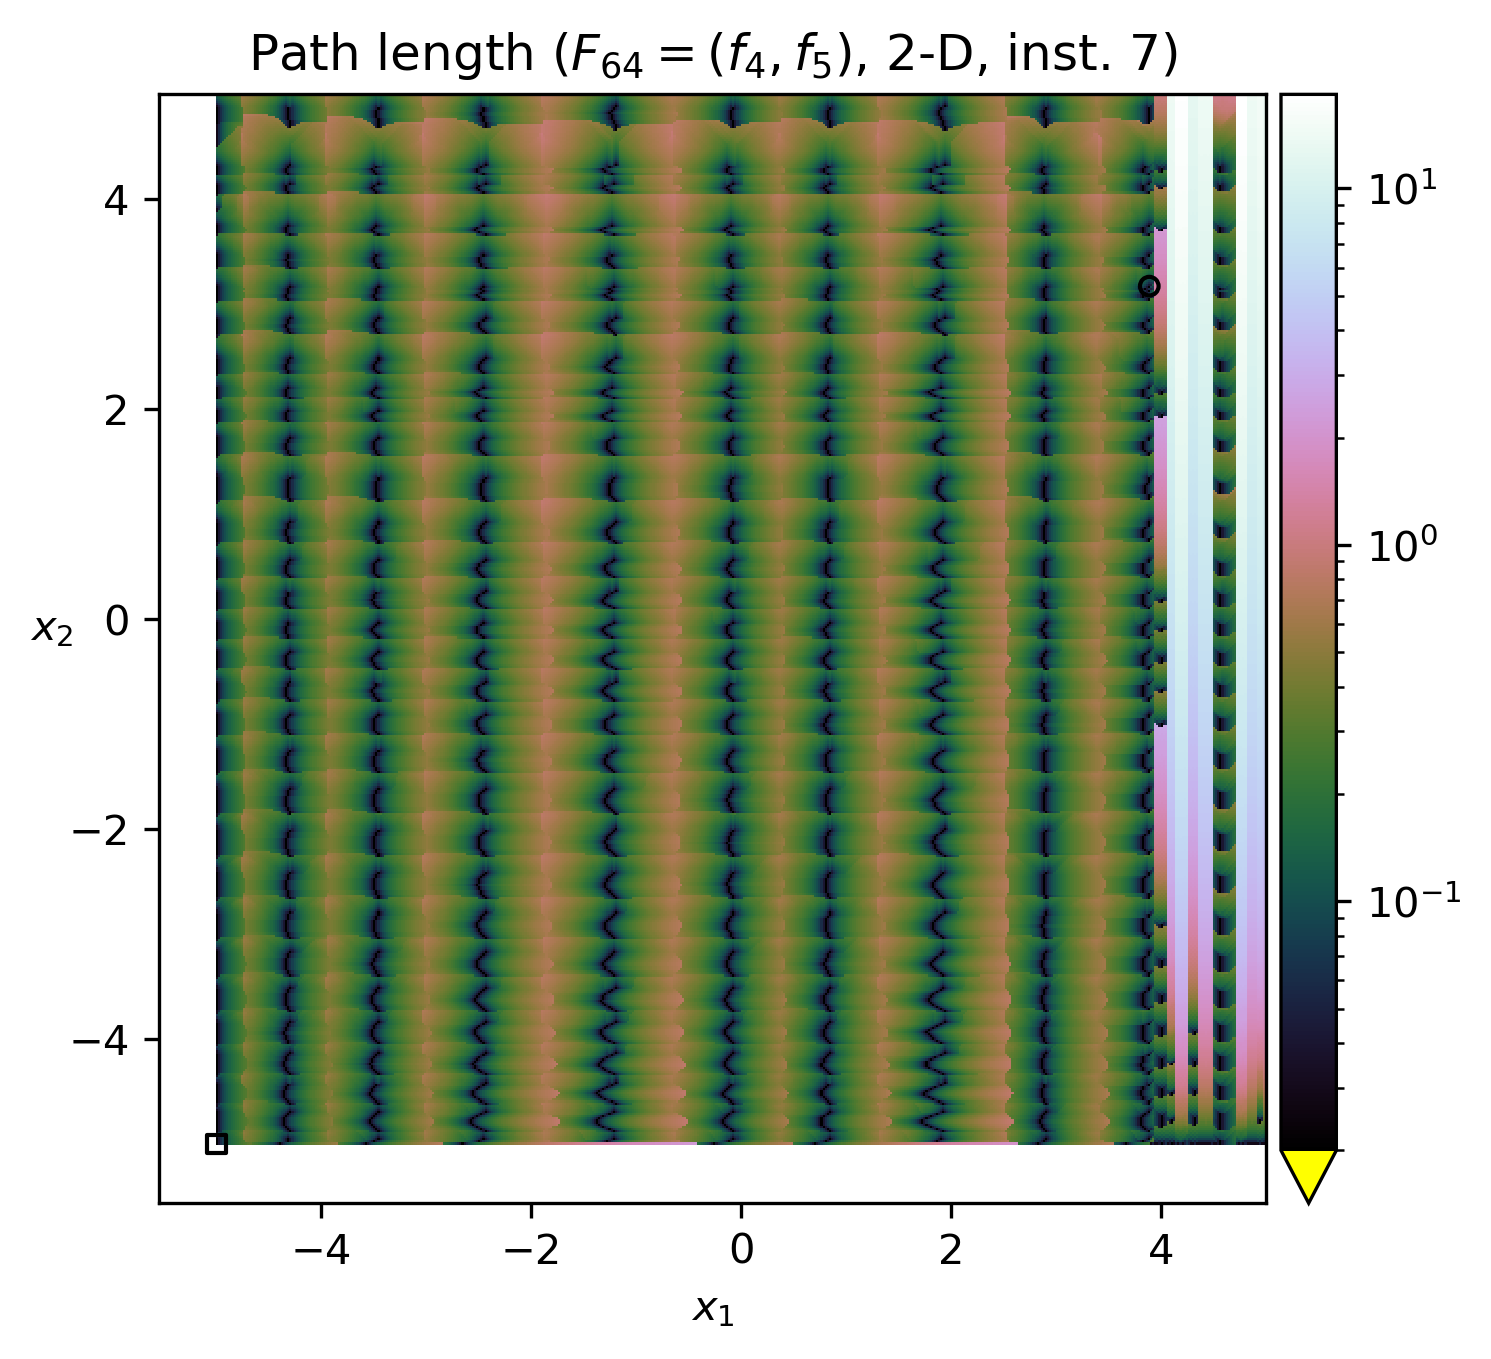 Path length (F₆₄ = (f₄, f₅), 2-D, inst. 7)
4
2
0
−2
−4
x₂
−4 −2 0 2 4
x₁
10¹
10⁰
10⁻¹